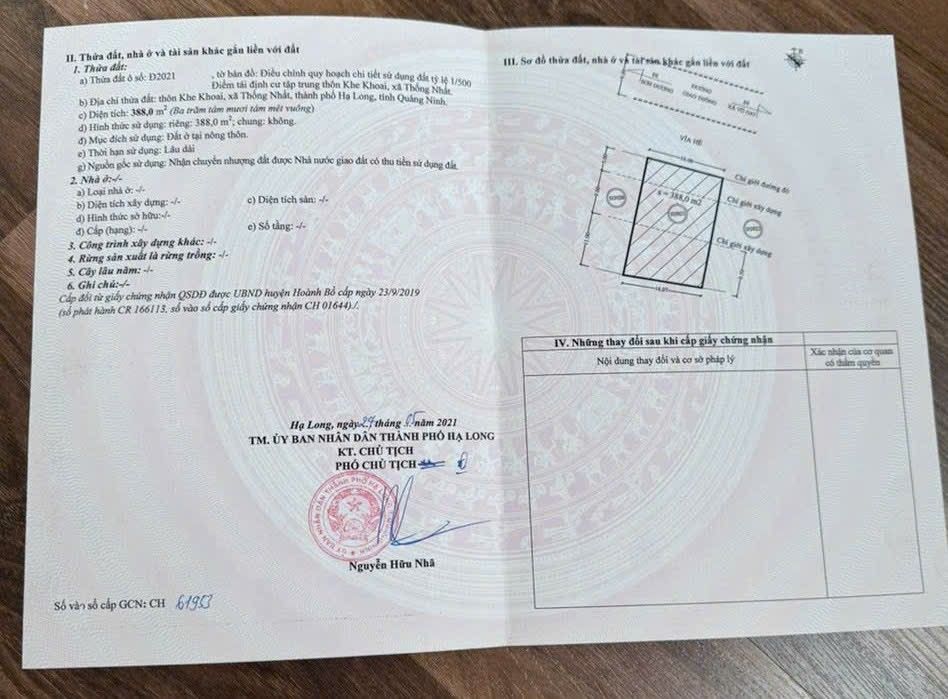 II. Thửa đất, nhà ở và tài sản khác gắn liền với đất
1. Thửa đất:
a) Thửa đất ô số: Đ2021 , tờ bản đồ: Điều chỉnh quy hoạch chi tiết sử dụng đất tỷ lệ 1/500
Điểm tái định cư tập trung thôn Khe Khoai, xã Thống Nhất.
b) Địa chỉ thửa đất: thôn Khe Khoai, xã Thống Nhất, thành phố Hạ Long, tỉnh Quảng Ninh.
c) Diện tích: 388,0 m² (Ba trăm tám mươi tám mét vuông)
d) Hình thức sử dụng: riêng: 388,0 m²; chung: không.
đ) Mục đích sử dụng: Đất ở tại nông thôn.
e) Thời hạn sử dụng: Lâu dài
g) Nguồn gốc sử dụng: Nhận chuyển nhượng đất được Nhà nước giao đất có thu tiền sử dụng đất.
2. Nhà ở:-/-
a) Loại nhà ở: -/-
b) Diện tích xây dựng: -/- c) Diện tích sàn: -/-
d) Hình thức sở hữu:-/-
đ) Cấp (hạng): -/- e) Số tầng: -/-
3. Công trình xây dựng khác: -/-
4. Rừng sản xuất là rừng trồng: -/-
5. Cây lâu năm: -/-
6. Ghi chú:-/-
Cấp đổi từ giấy chứng nhận QSDĐ được UBND huyện Hoành Bồ cấp ngày 23/9/2019
(số phát hành CR 166113. số vào sổ cấp giấy chứng nhận CH 01644)./.
Hạ Long, ngày 27 tháng 05 năm 2021
TM. ỦY BAN NHÂN DÂN THÀNH PHỐ HẠ LONG
KT. CHỦ TỊCH
PHÓ CHỦ TỊCH
Nguyễn Hữu Nhã
Số vào sổ cấp GCN: CH 61953
III. Sơ đồ thửa đất, nhà ở và tài sản khác gắn liền với đất
ĐƯỜNG
GIAO THÔNG
VỈA HÈ
Chỉ giới đường đỏ
s = 388,0 m2
Chỉ giới xây dựng
Chỉ giới xây dựng
IV. Những thay đổi sau khi cấp giấy chứng nhận
Nội dung thay đổi và cơ sở pháp lý
Xác nhận của cơ quan
có thẩm quyền